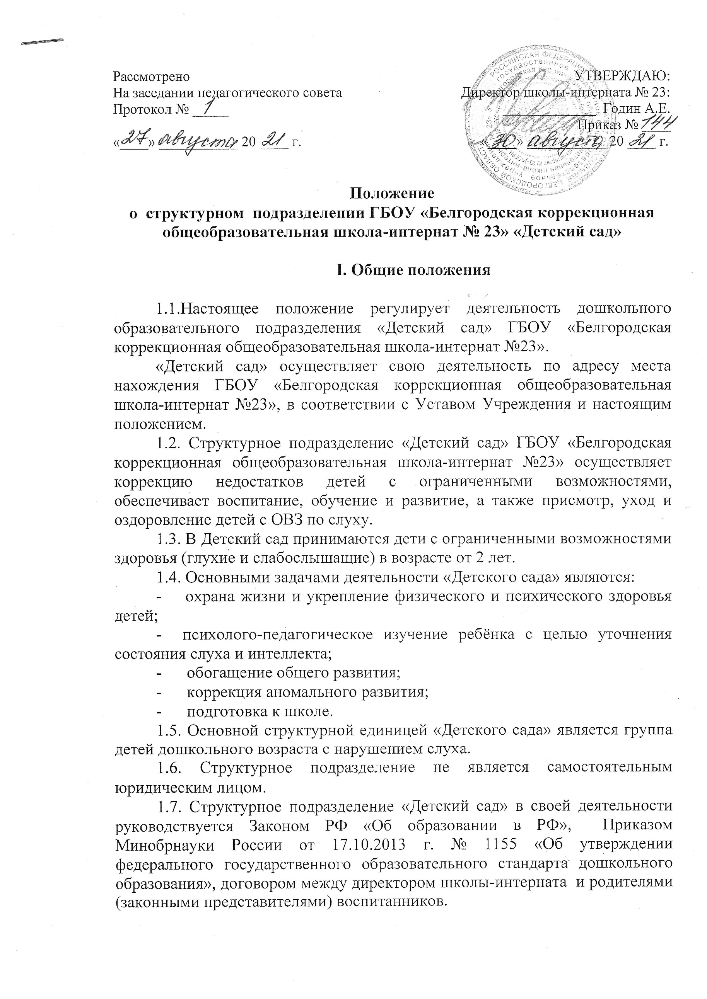 Рассмотрено
На заседании педагогического совета
Протокол № 1
«27» августа 20 21 г.
УТВЕРЖДАЮ:
Директор школы-интерната № 23:
Годин А.Е.
Приказ № 144
«30» августа 20 21 г.
Положение
о структурном подразделении ГБОУ «Белгородская коррекционная
общеобразовательная школа-интернат № 23» «Детский сад»
I. Общие положения
1.1.Настоящее положение регулирует деятельность дошкольного
образовательного подразделения «Детский сад» ГБОУ «Белгородская
коррекционная общеобразовательная школа-интернат №23».
«Детский сад» осуществляет свою деятельность по адресу места
нахождения ГБОУ «Белгородская коррекционная общеобразовательная
школа-интернат №23», в соответствии с Уставом Учреждения и настоящим
положением.
1.2. Структурное подразделение «Детский сад» ГБОУ «Белгородская
коррекционная общеобразовательная школа-интернат №23» осуществляет
коррекцию недостатков детей с ограниченными возможностями,
обеспечивает воспитание, обучение и развитие, а также присмотр, уход и
оздоровление детей с ОВЗ по слуху.
1.3. В Детский сад принимаются дети с ограниченными возможностями
здоровья (глухие и слабослышащие) в возрасте от 2 лет.
1.4. Основными задачами деятельности «Детского сада» являются:
- охрана жизни и укрепление физического и психического здоровья
детей;
- психолого-педагогическое изучение ребёнка с целью уточнения
состояния слуха и интеллекта;
- обогащение общего развития;
- коррекция аномального развития;
- подготовка к школе.
1.5. Основной структурной единицей «Детского сада» является группа
детей дошкольного возраста с нарушением слуха.
1.6. Структурное подразделение не является самостоятельным
юридическим лицом.
1.7. Структурное подразделение «Детский сад» в своей деятельности
руководствуется Законом РФ «Об образовании в РФ», Приказом
Минобрнауки России от 17.10.2013 г. № 1155 «Об утверждении
федерального государственного образовательного стандарта дошкольного
образования», договором между директором школы-интерната и родителями
(законными представителями) воспитанников.
РОССИЙСКАЯ ФЕДЕРАЦИЯ
государственное